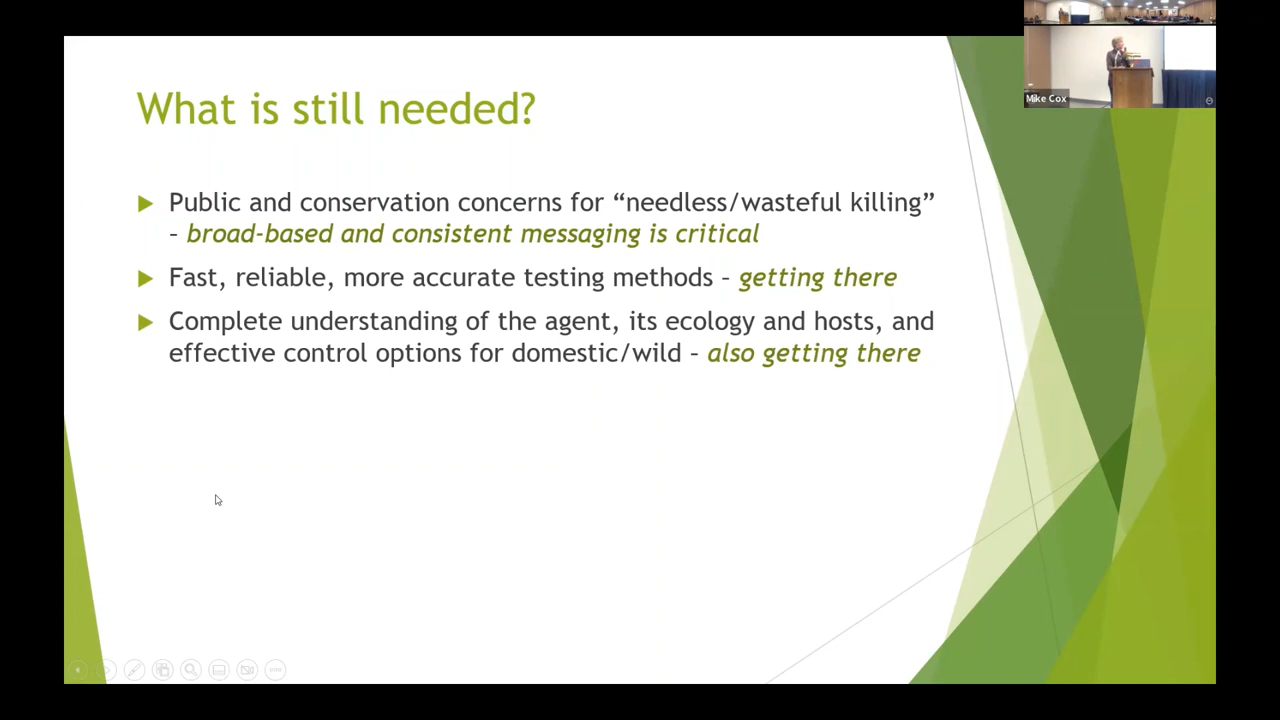 Mike Cox
What is still needed?
Public and conservation concerns for “needless/wasteful killing”
– broad-based and consistent messaging is critical
Fast, reliable, more accurate testing methods – getting there
Complete understanding of the agent, its ecology and hosts, and
effective control options for domestic/wild – also getting there